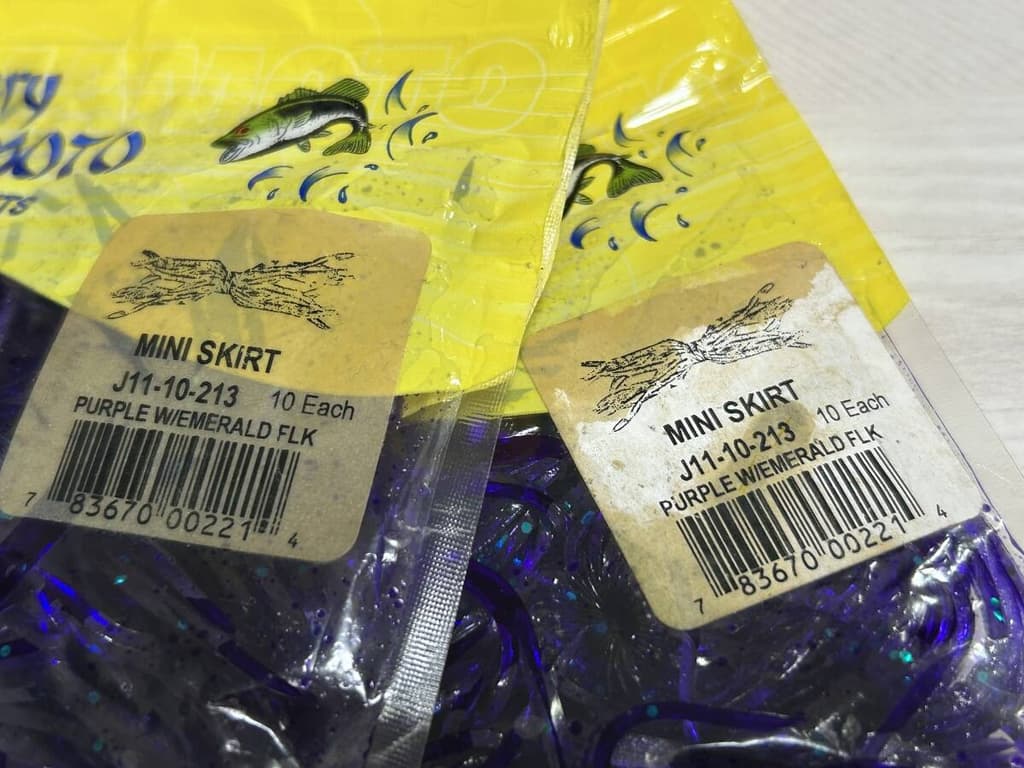 MOTO
MINI SKIRT
J11-10-213 10 Each
PURPLE W/EMERALD FLK
7 83670 00221 4
MINI SKIRT
J11-10-213 10 Each
PURPLE W/EMERALD FLK
7 83670 00221 4